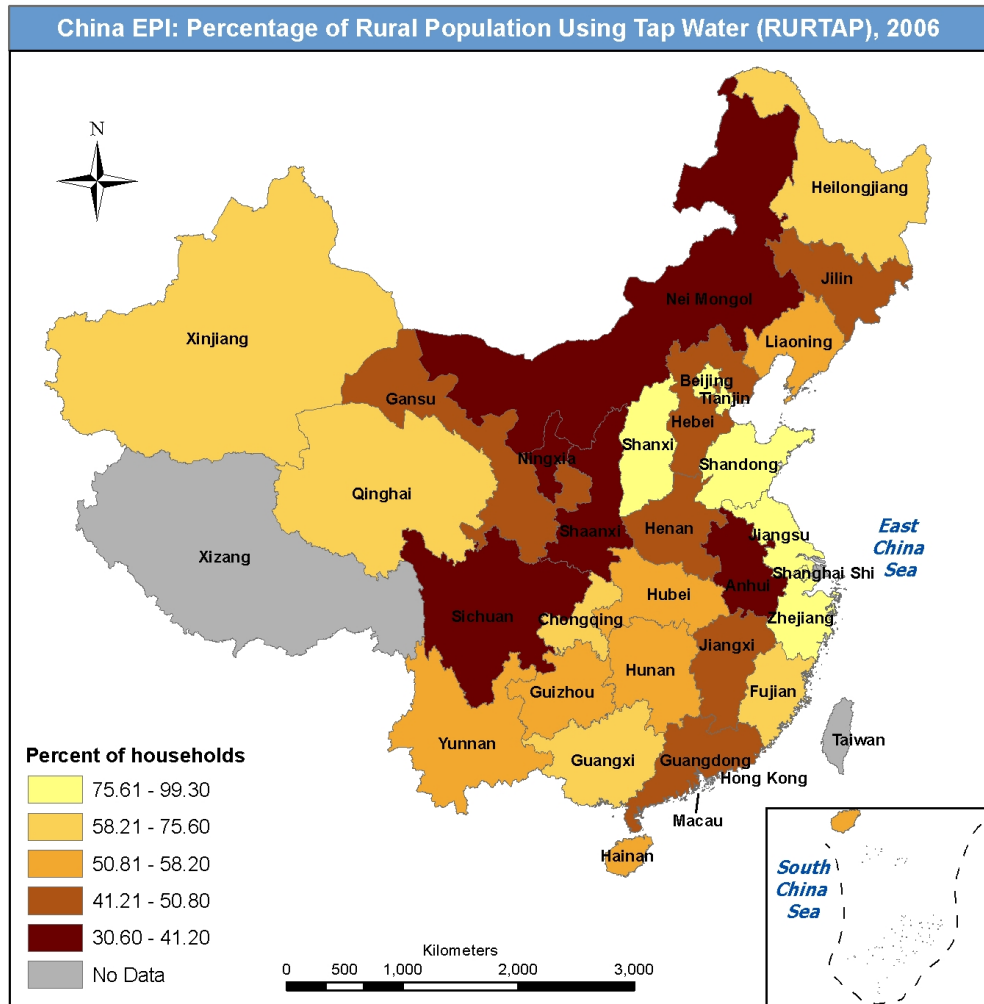 China EPI: Percentage of Rural Population Using Tap Water (RURTAP), 2006
N
Heilongjiang
Jilin
Nei Mongol
Liaoning
Xinjiang
Beijing
Tianjin
Gansu
Hebei
Shanxi
Ningxia
Shandong
Qinghai
Shaanxi
Henan
Jiangsu
East
China
Sea
Xizang
Shanghai Shi
Anhui
Hubei
Sichuan
Chongqing
Zhejiang
Jiangxi
Hunan
Guizhou
Fujian
Yunnan
Guangxi
Guangdong
Taiwan
Hong Kong
Macau
Hainan
South
China
Sea
Percent of households
75.61 - 99.30
58.21 - 75.60
50.81 - 58.20
41.21 - 50.80
30.60 - 41.20
No Data
Kilometers
0 500 1,000 2,000 3,000